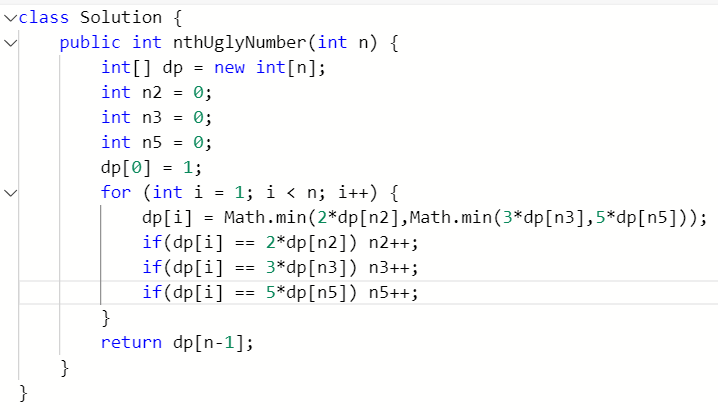 class Solution {
    public int nthUglyNumber(int n) {
        int[] dp = new int[n];
        int n2 = 0;
        int n3 = 0;
        int n5 = 0;
        dp[0] = 1;
        for (int i = 1; i < n; i++) {
            dp[i] = Math.min(2*dp[n2],Math.min(3*dp[n3],5*dp[n5]));
            if(dp[i] == 2*dp[n2]) n2++;
            if(dp[i] == 3*dp[n3]) n3++;
            if(dp[i] == 5*dp[n5]) n5++;
        }
        return dp[n-1];
    }
}